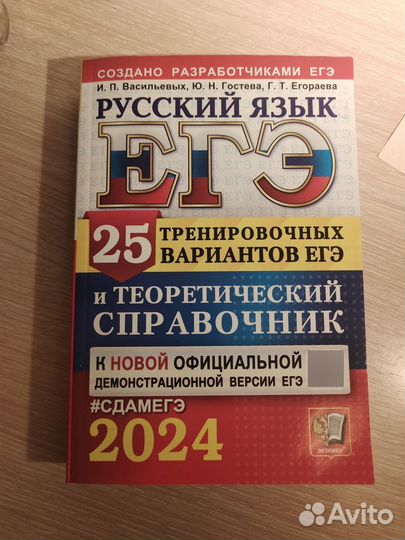 СОЗДАНО РАЗРАБОТЧИКАМИ ЕГЭ
И. П. Васильевых, Ю. Н. Гостева, Г. Т. Егораева
РУССКИЙ ЯЗЫК
ЕГЭ
25 ТРЕНИРОВОЧНЫХ
ВАРИАНТОВ ЕГЭ
и ТЕОРЕТИЧЕСКИЙ
СПРАВОЧНИК
К НОВОЙ ОФИЦИАЛЬНОЙ
ДЕМОНСТРАЦИОННОЙ ВЕРСИИ ЕГЭ
#СДАМЕГЭ
2024
ЭКЗАМЕН
Avito